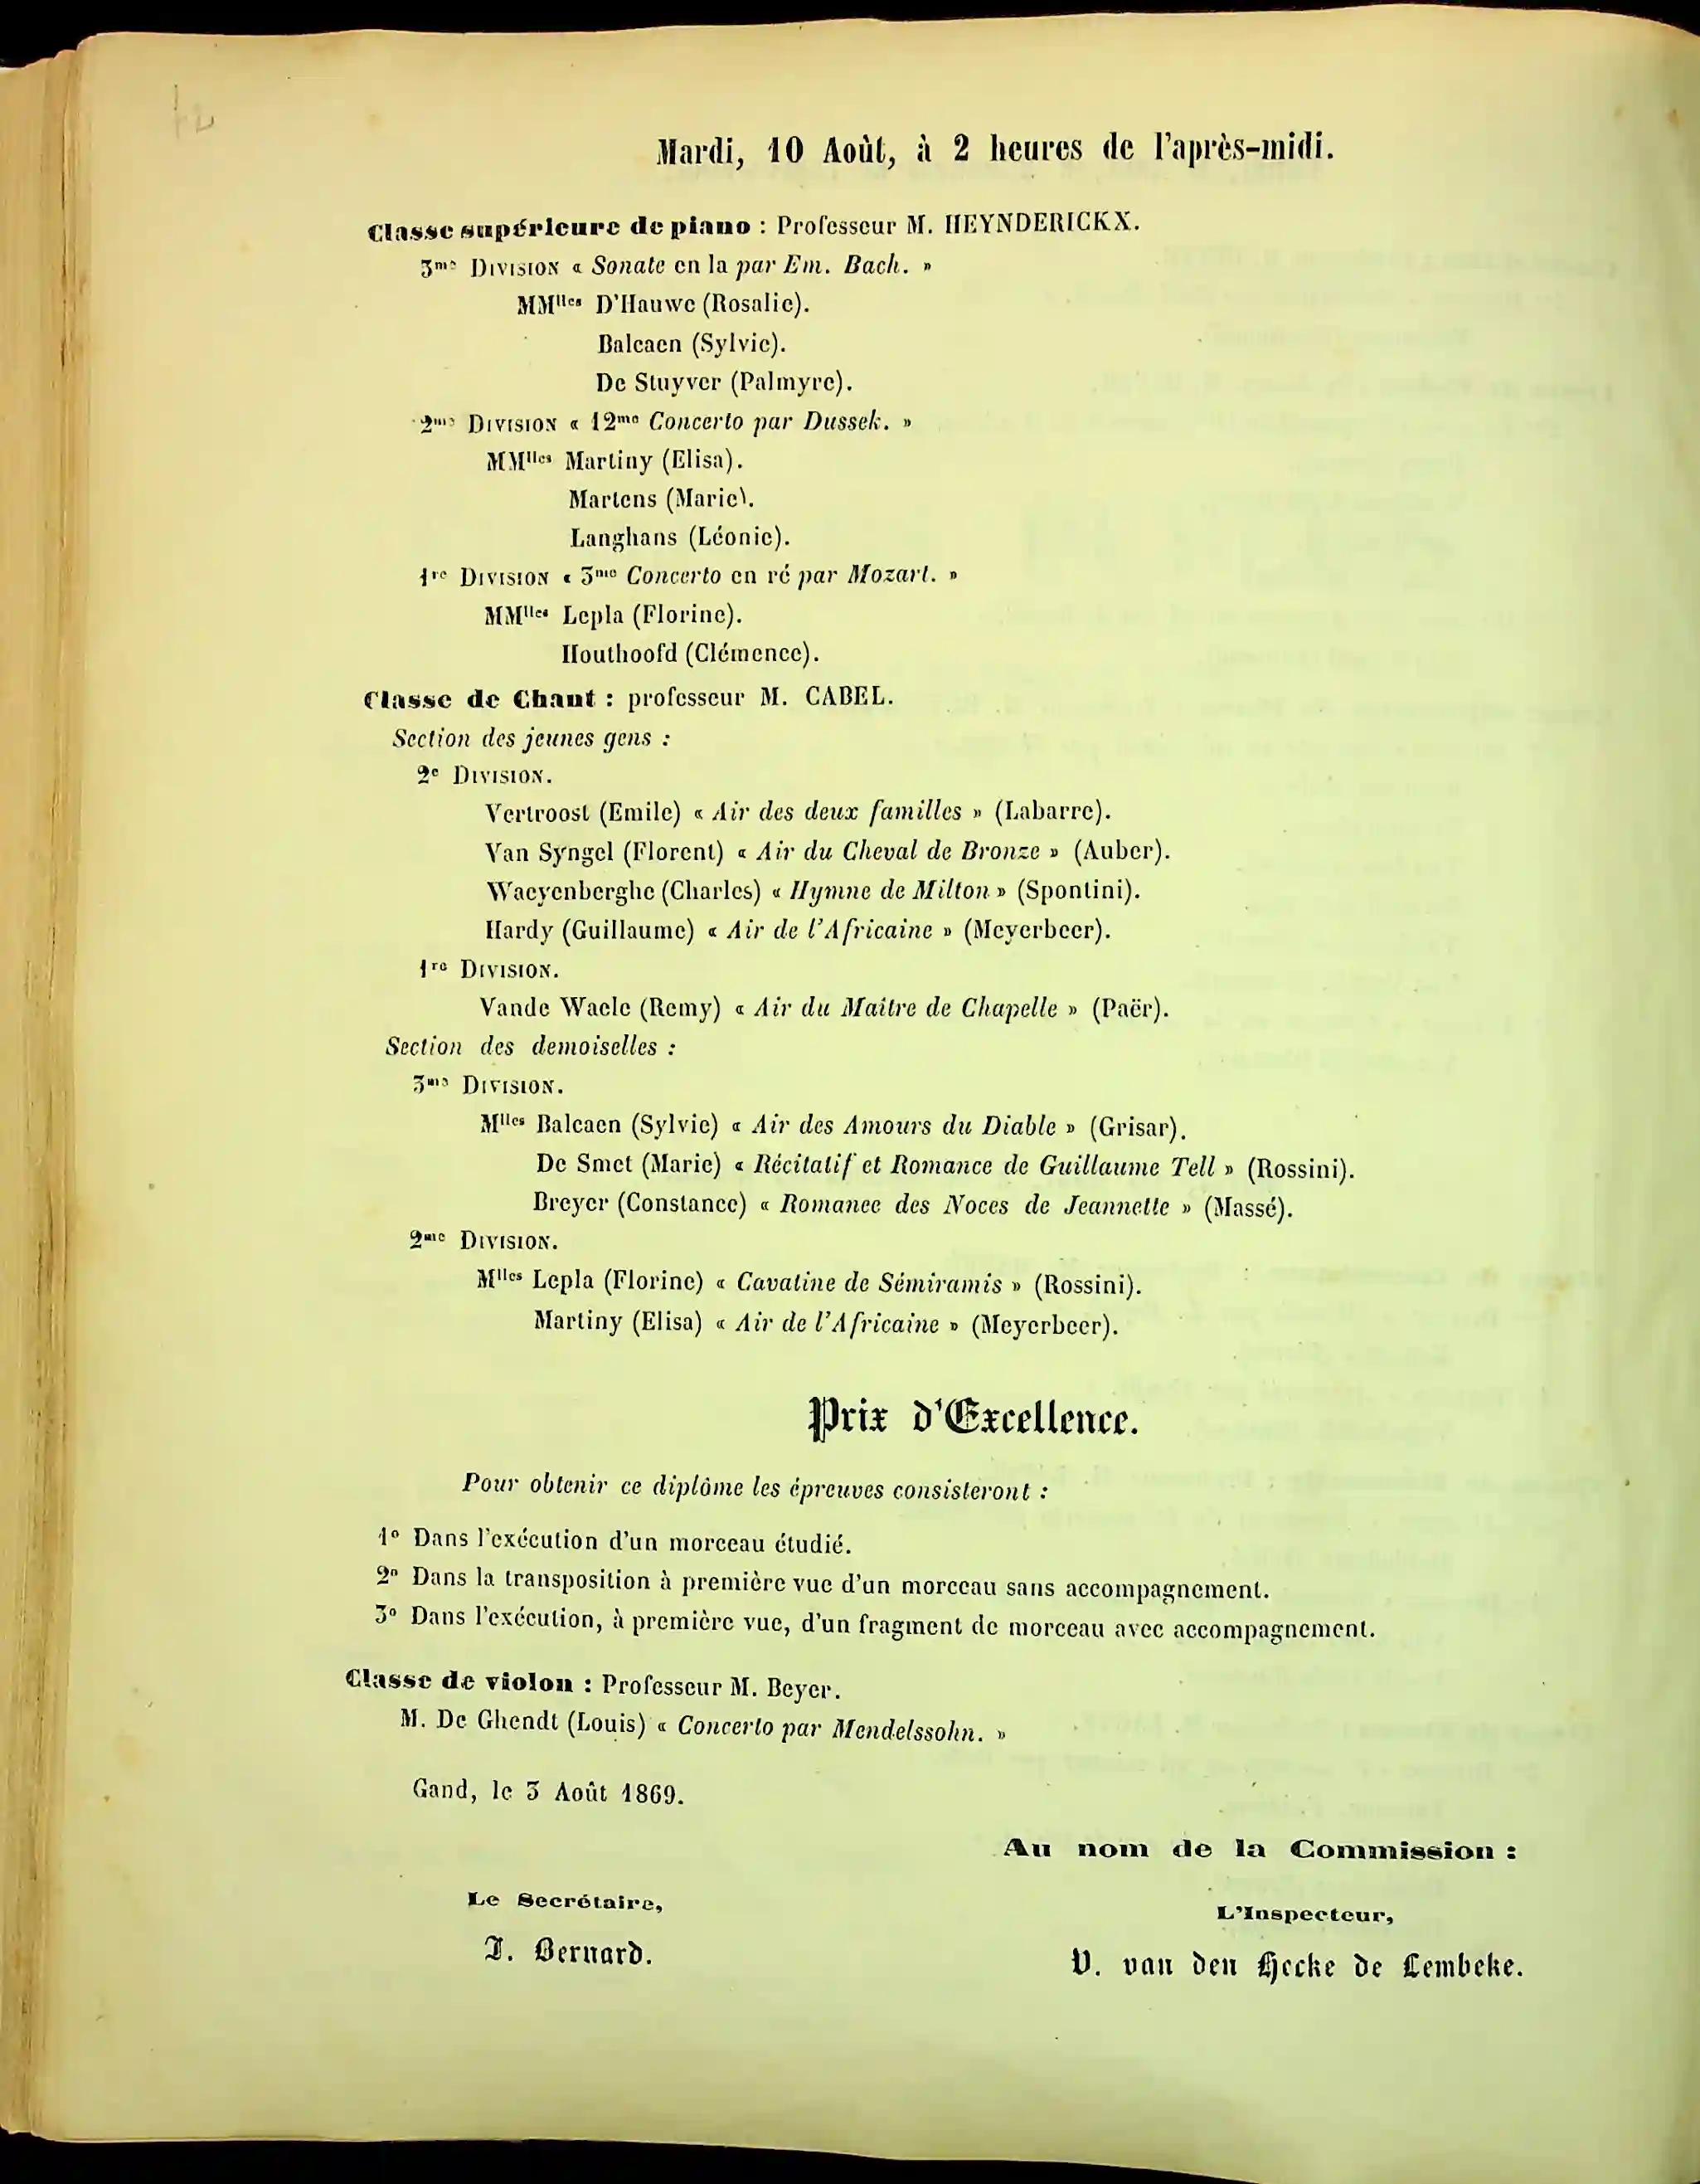 42
Mardi, 10 Août, à 2 heures de l'après-midi.
Classe supérieure de piano : Professeur M. HEYNDERICKX.
3me Division « Sonate en la par Em. Bach. »
MMlles D'Hauwe (Rosalie).
Balcaen (Sylvie).
De Stuyver (Palmyre).
2me Division « 12me Concerto par Dussek. »
MMlles Martiny (Elisa).
Martens (Marie).
Langhans (Léonie).
1re Division « 3me Concerto en ré par Mozart. »
MMlles Lepla (Florine).
Houthoofd (Clémence).
Classe de Chant : professeur M. CABEL.
Section des jeunes gens :
2e Division.
Vertroost (Emile) « Air des deux familles » (Labarre).
Van Syngel (Florent) « Air du Cheval de Bronze » (Auber).
Waeyenberghe (Charles) « Hymne de Milton » (Spontini).
Hardy (Guillaume) « Air de l'Africaine » (Meyerbeer).
1re Division.
Vande Waele (Remy) « Air du Maître de Chapelle » (Paër).
Section des demoiselles :
3me Division.
Mlles Balcaen (Sylvie) « Air des Amours du Diable » (Grisar).
De Smet (Marie) « Récitatif et Romance de Guillaume Tell » (Rossini).
Breyer (Constance) « Romance des Noces de Jeannette » (Massé).
2me Division.
Mlles Lepla (Florine) « Cavatine de Sémiramis » (Rossini).
Martiny (Elisa) « Air de l'Africaine » (Meyerbeer).
Prix d'Excellence.
Pour obtenir ce diplôme les épreuves consisteront :
1° Dans l'exécution d'un morceau étudié.
2° Dans la transposition à première vue d'un morceau sans accompagnement.
3° Dans l'exécution, à première vue, d'un fragment de morceau avec accompagnement.
Classe de violon : Professeur M. Beyer.
M. De Ghendt (Louis) « Concerto par Mendelssohn. »
Gand, le 3 Août 1869.
Au nom de la Commission :
Le Secrétaire,
L'Inspecteur,
J. Bernard.
V. van den Hecke de Lembeke.